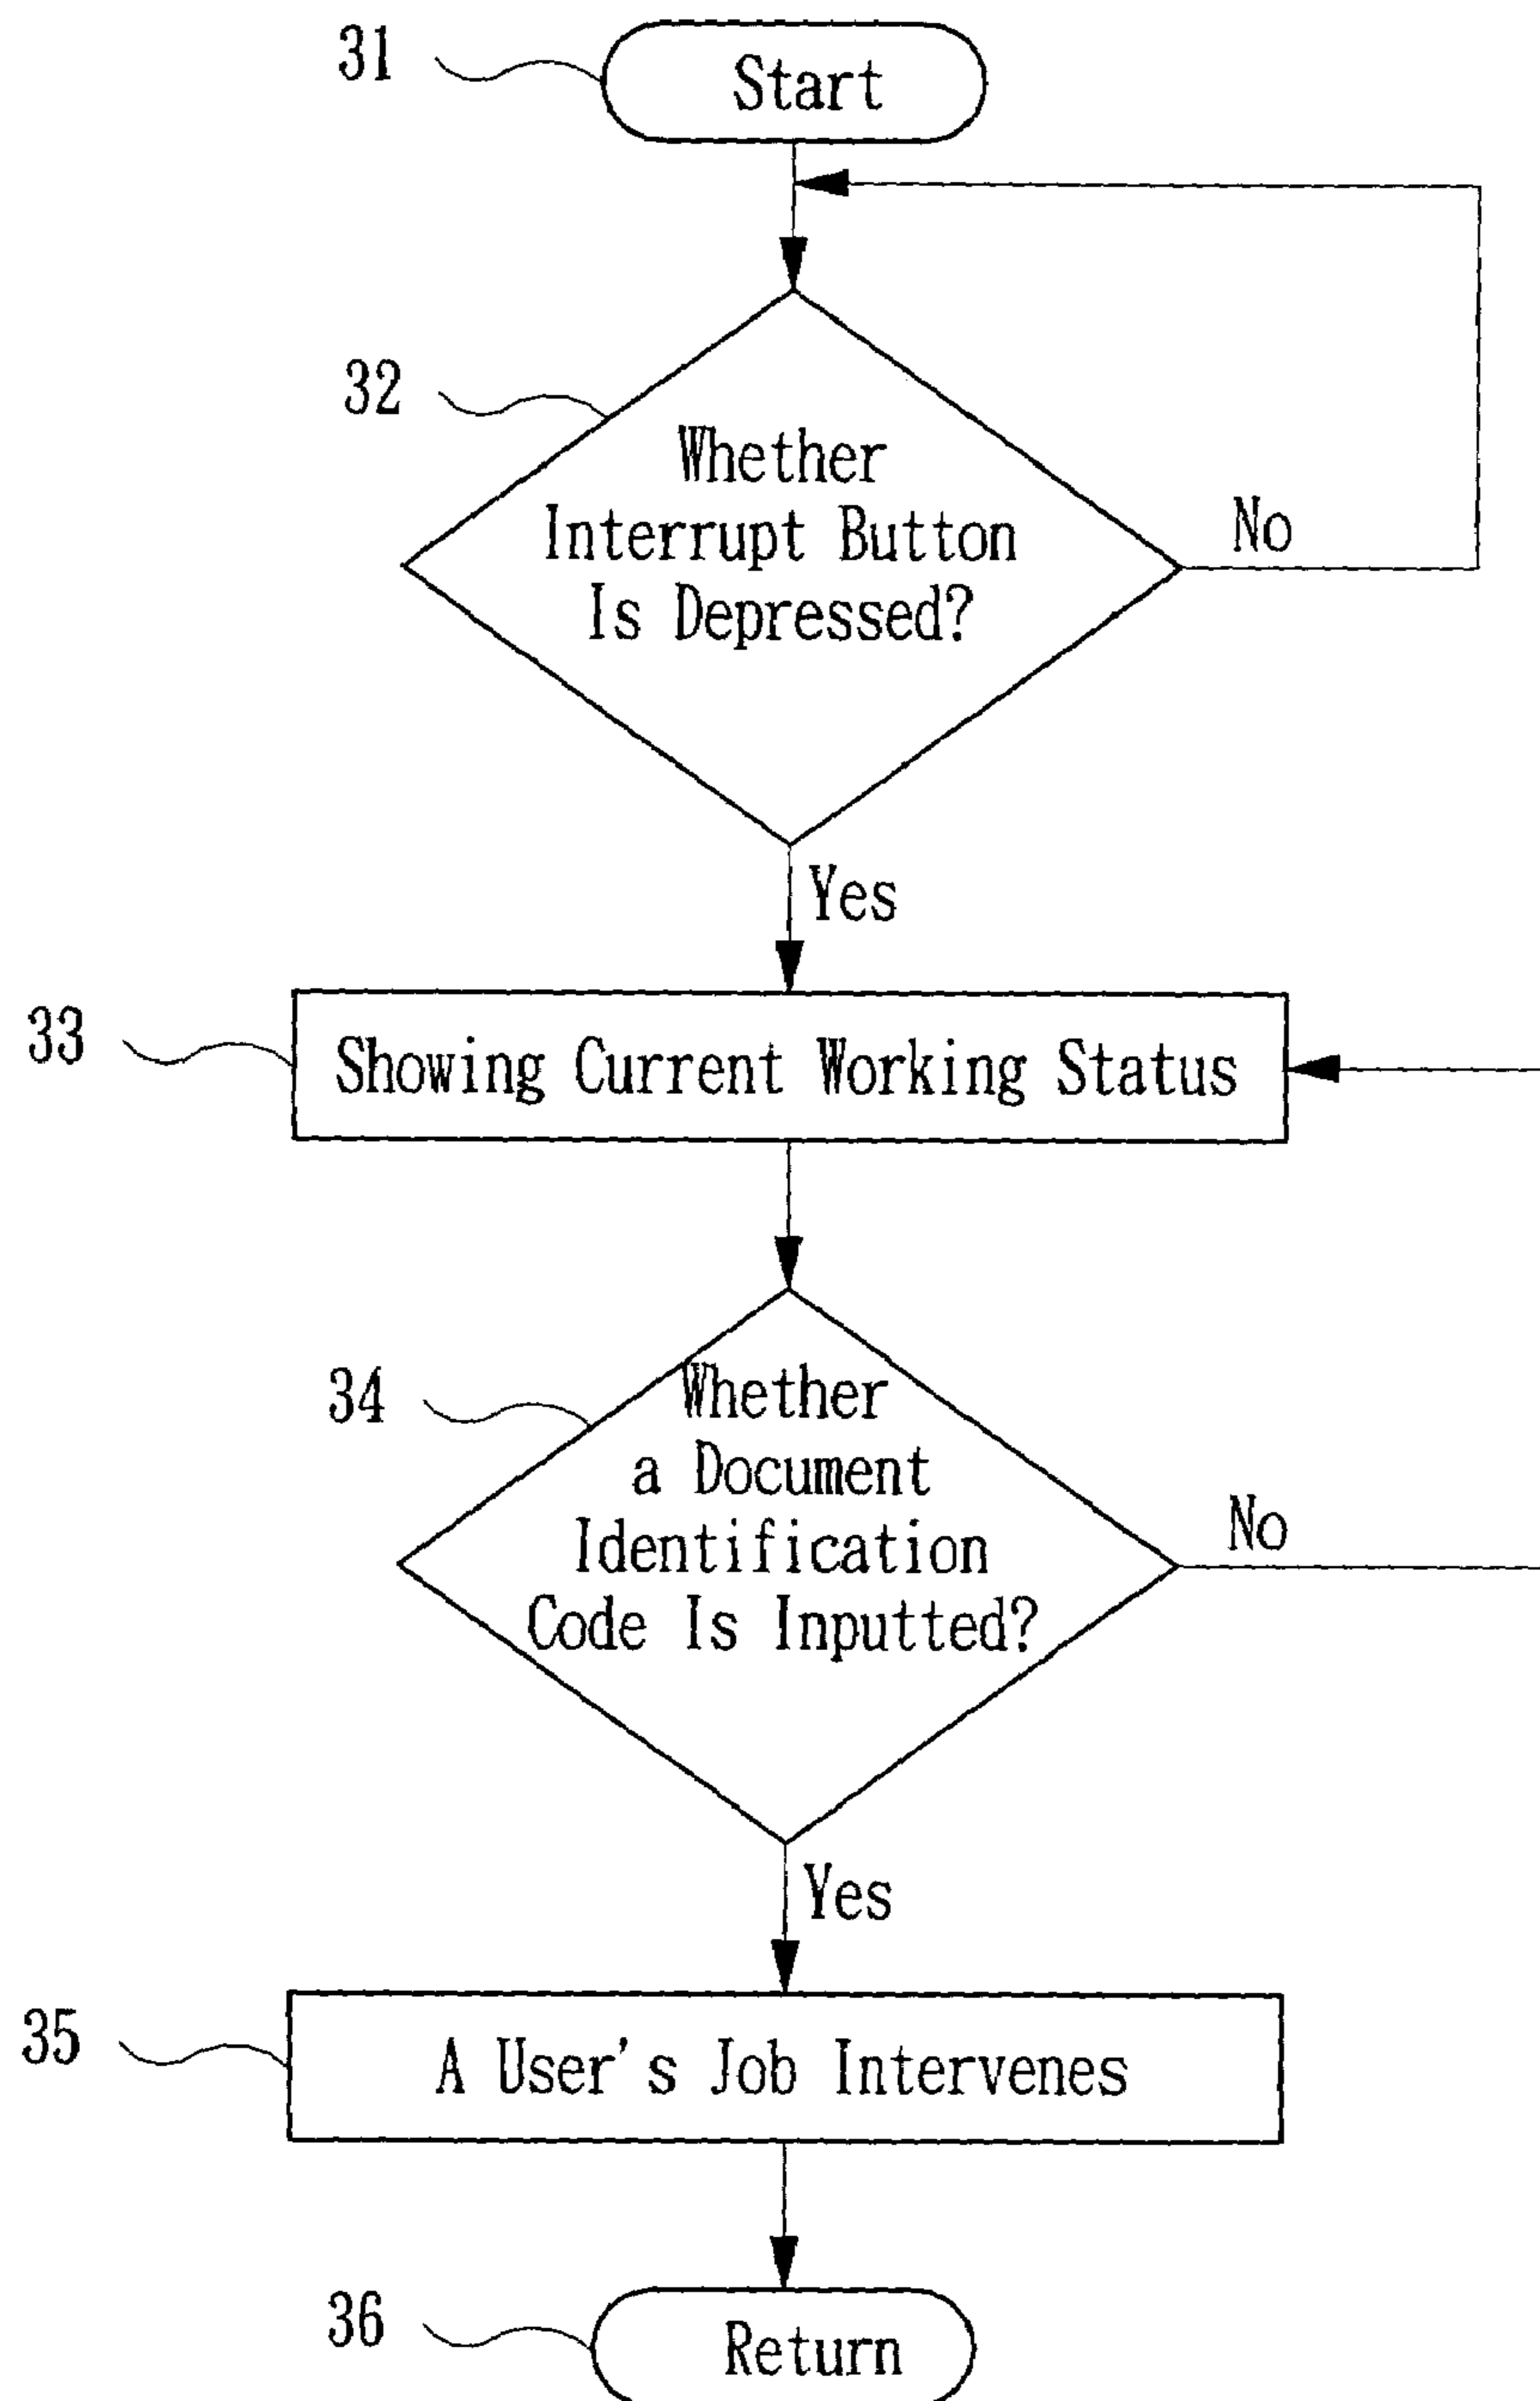 31
Start
32
Whether
Interrupt Button
Is Depressed?
No
Yes
33
Showing Current Working Status
34
Whether
a Document
Identification
Code Is Inputted?
No
Yes
35
A User's Job Intervenes
36
Return